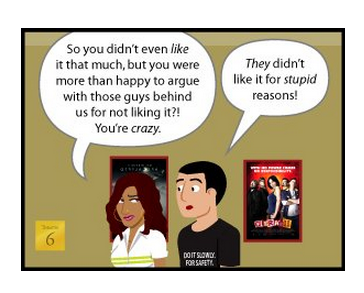 So you didn't even like
it that much, but you were
more than happy to argue
with those guys behind
us for not liking it?!
You're crazy.
They didn't
like it for stupid
reasons!
6
DO IT SLOWLY.
FOR SAFETY.